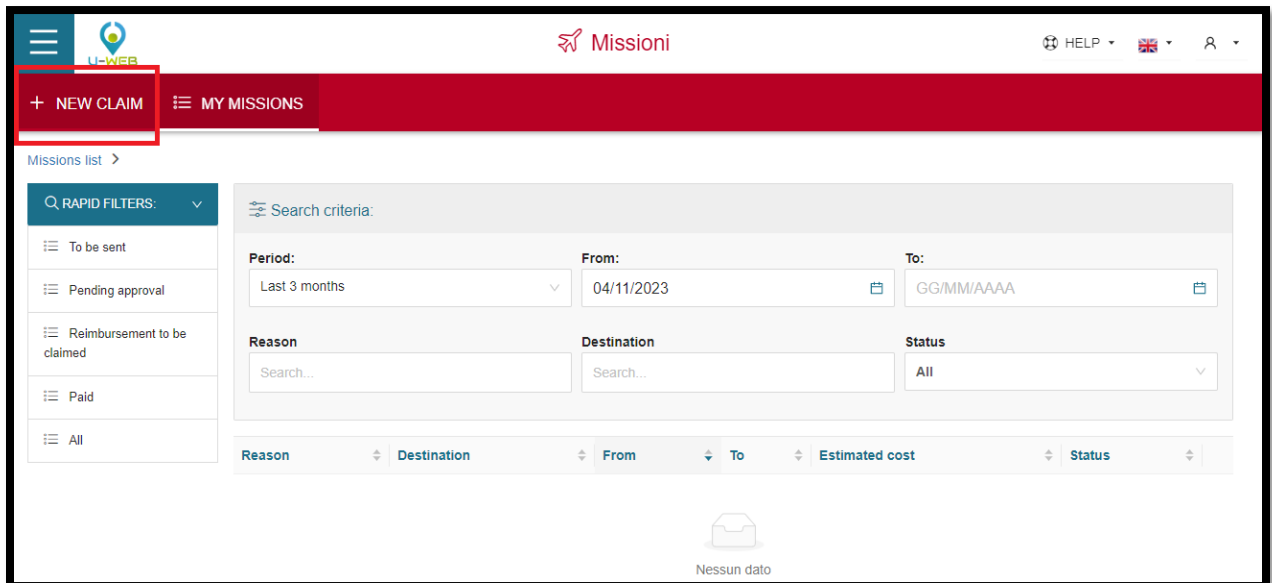 U-WEB
Missioni
HELP
+ NEW CLAIM
MY MISSIONS
Missions list >
RAPID FILTERS:
To be sent
Pending approval
Reimbursement to be
claimed
Paid
All
Search criteria:
Period:
From:
To:
Last 3 months
04/11/2023
GG/MM/AAAA
Reason
Destination
Status
Search...
Search...
All
Reason
Destination
From
To
Estimated cost
Status
Nessun dato